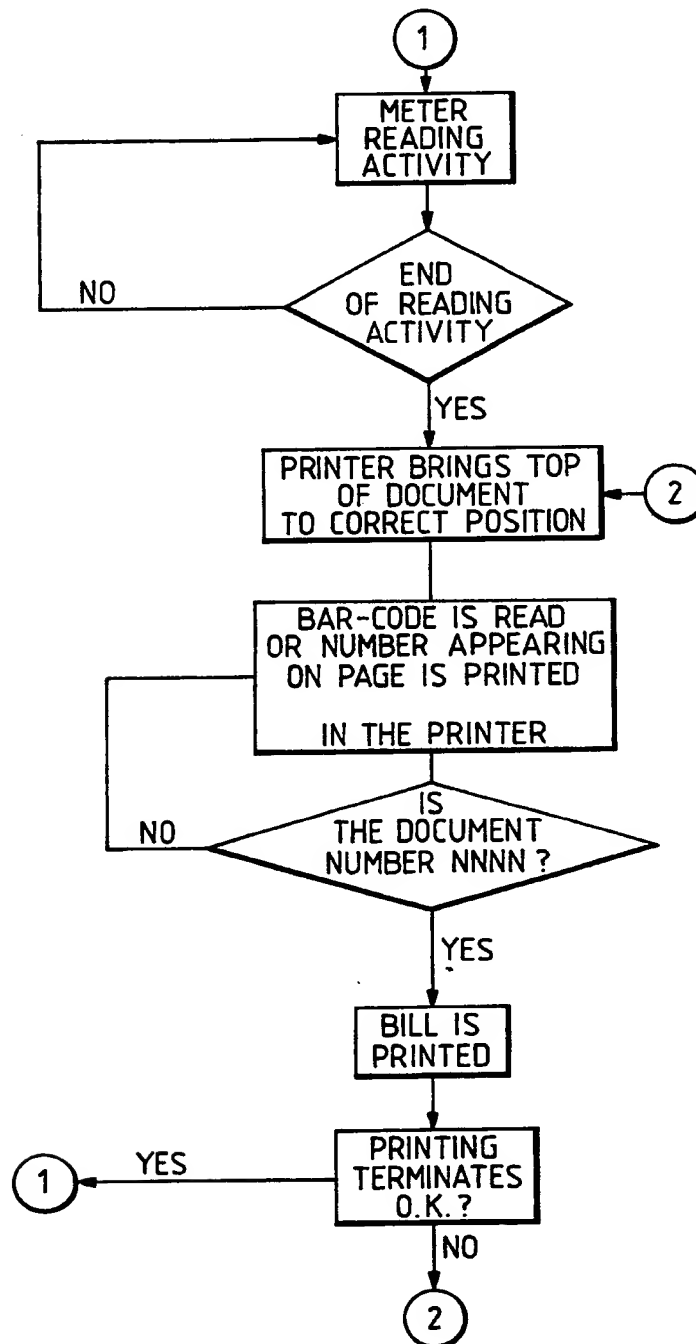 1
METER
READING
ACTIVITY
END
OF READING
ACTIVITY
NO
YES
PRINTER BRINGS TOP
OF DOCUMENT
TO CORRECT POSITION
2
BAR-CODE IS READ
OR NUMBER APPEARING
ON PAGE IS PRINTED
IN THE PRINTER
IS
THE DOCUMENT
NUMBER NNNN ?
NO
YES
BILL IS
PRINTED
PRINTING
TERMINATES
O.K.?
YES
1
NO
2